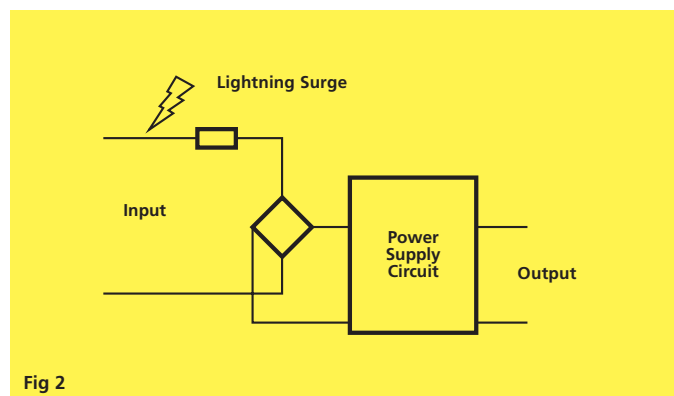 Lightning Surge
Input
Power
Supply
Circuit
Output
Fig 2